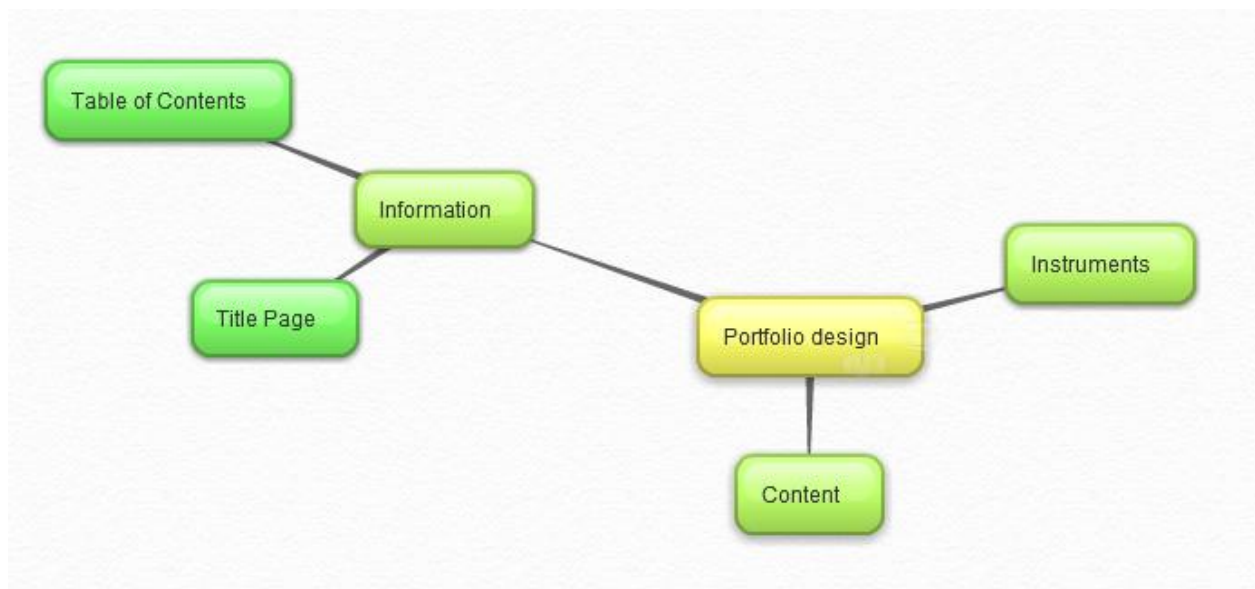 Table of Contents
Information
Instruments
Title Page
Portfolio design
Content